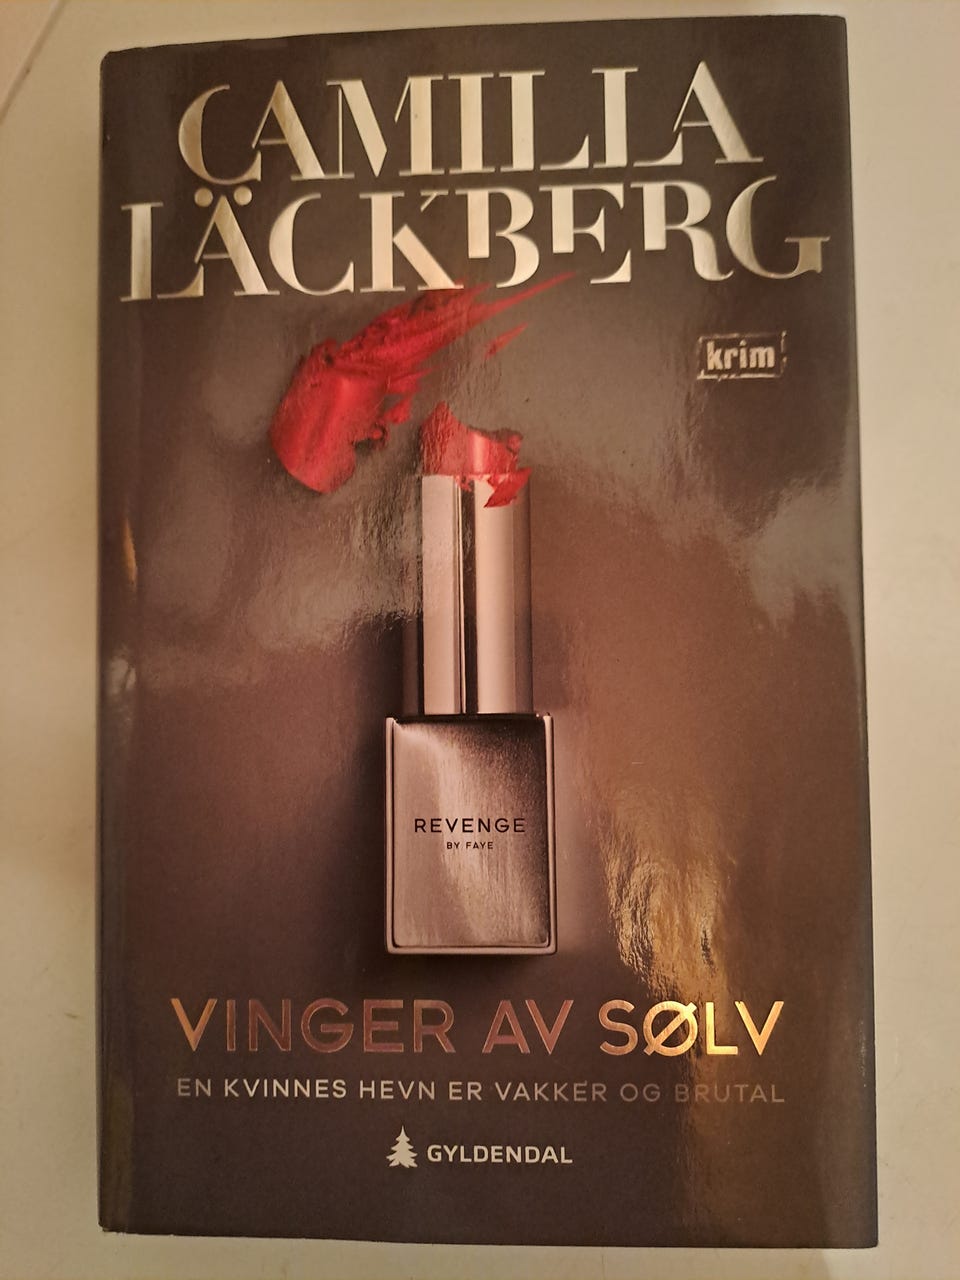 CAMILLA
LÄCKBERG
krim
REVENGE
BY FAYE
VINGER AV SØLV
EN KVINNES HEVN ER VAKKER OG BRUTAL
GYLDENDAL